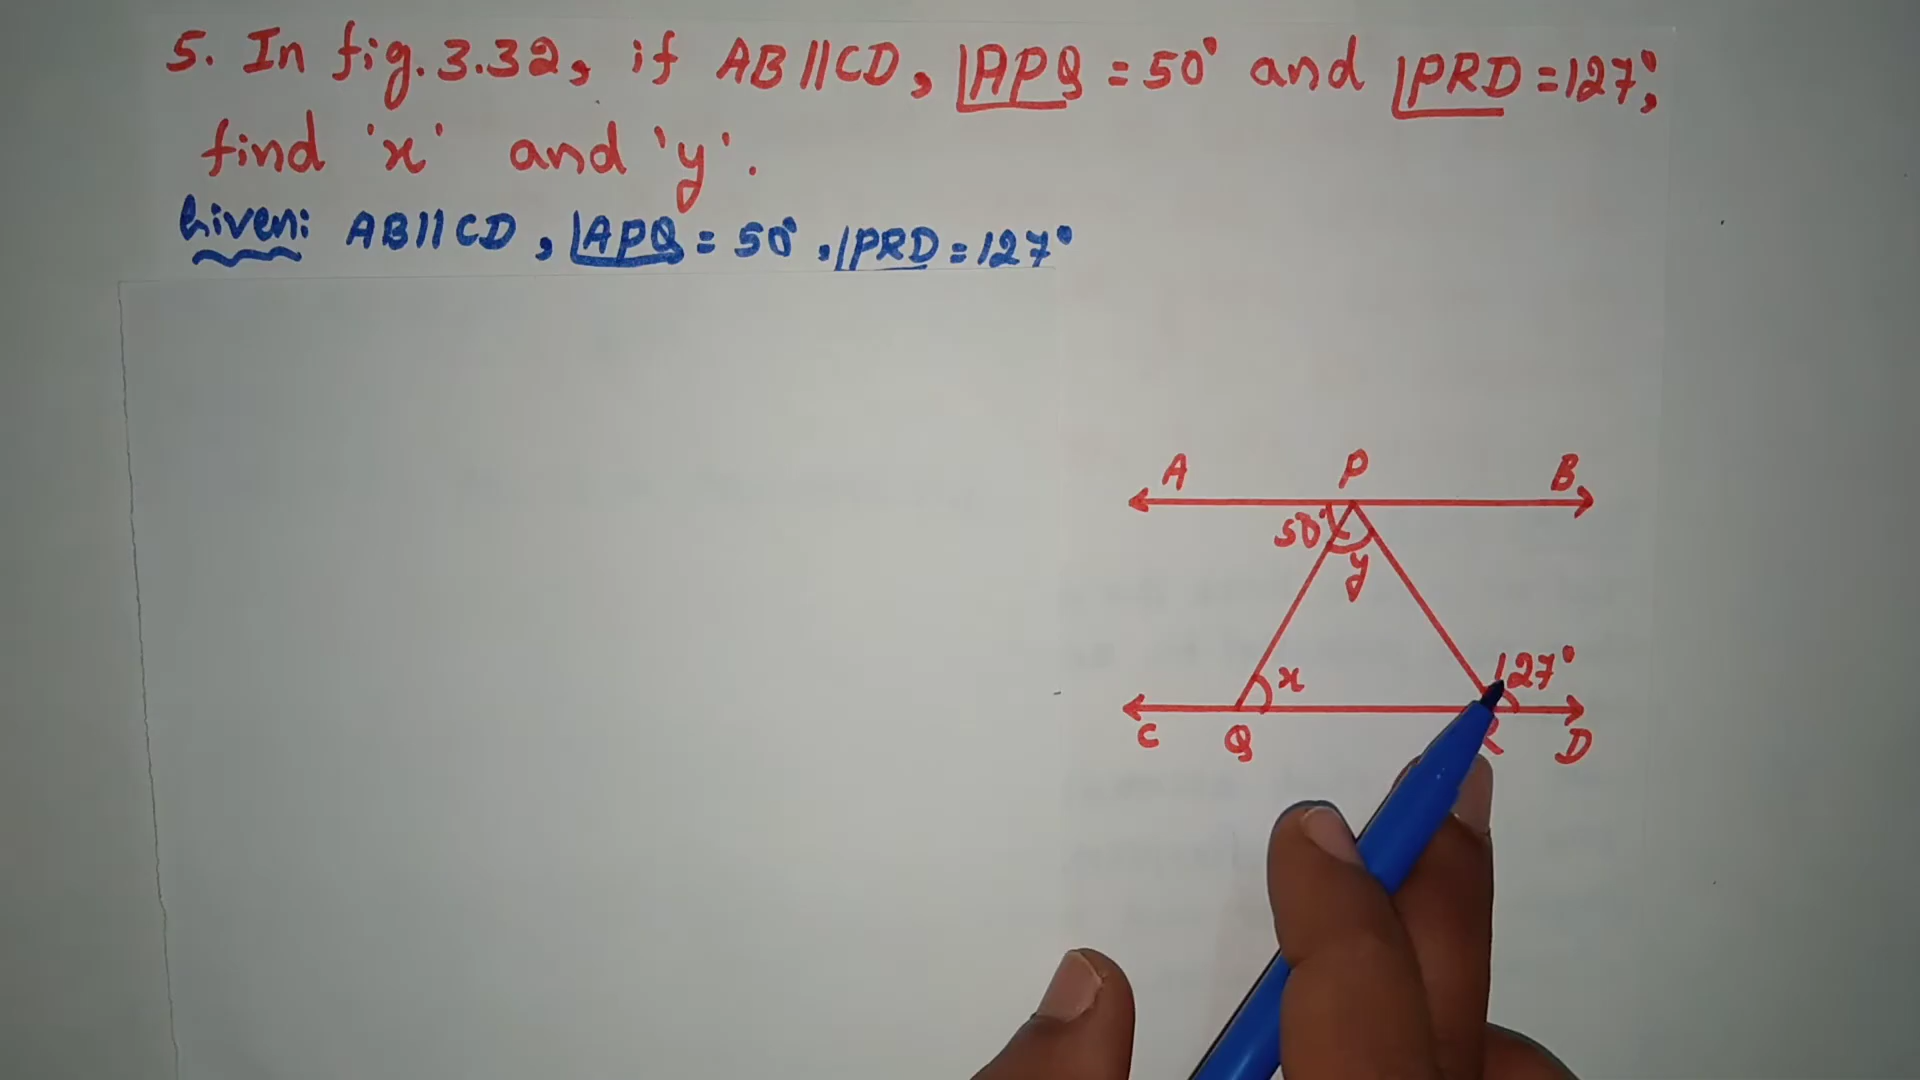 5. In fig.3.32, if AB||CD, ∠APQ = 50° and ∠PRD = 127°,
find 'x' and 'y'.
Given: AB||CD, ∠APQ = 50°, ∠PRD = 127°
A P B
50°
y
127°
x
C Q R D